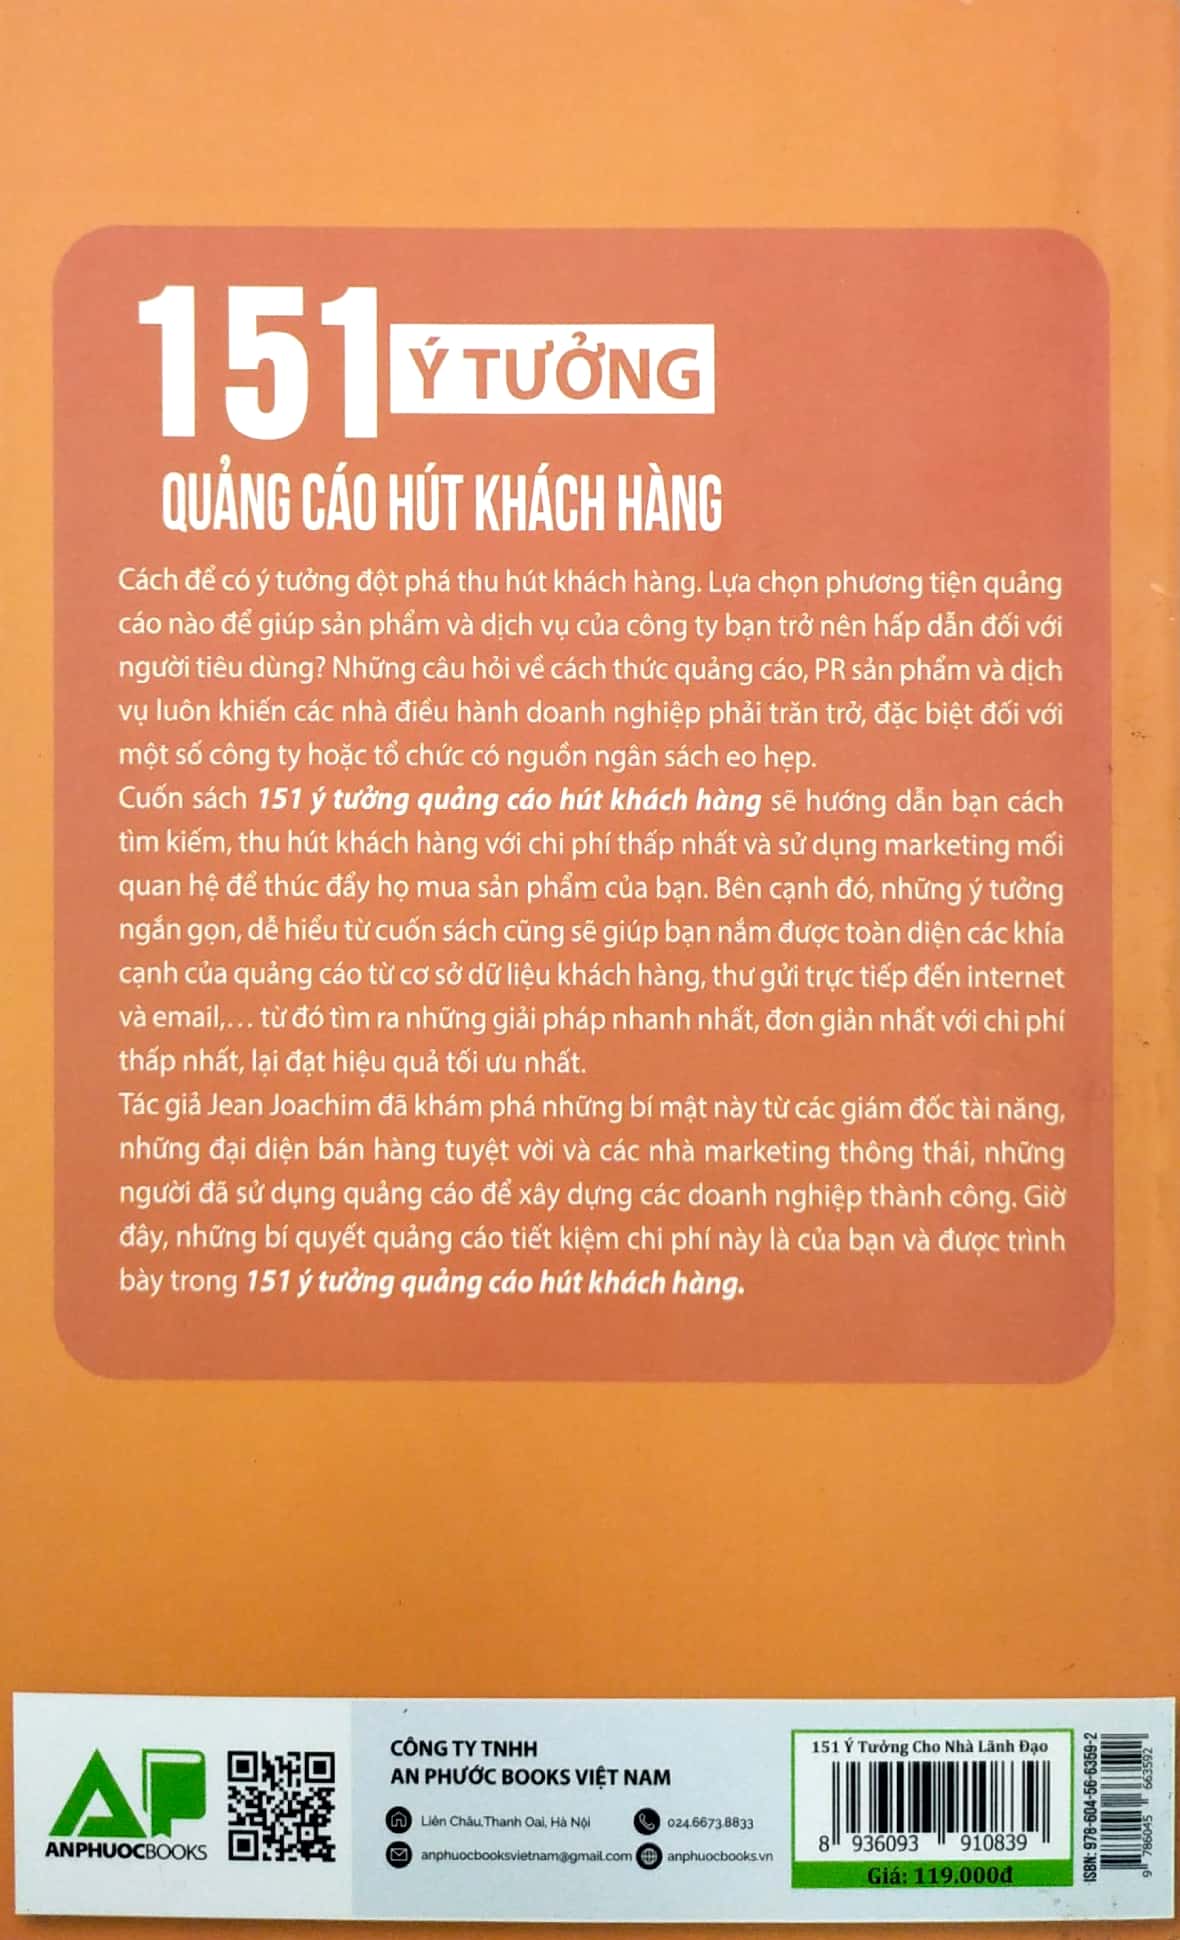 151 Ý TƯỞNG
QUẢNG CÁO HÚT KHÁCH HÀNG
Cách để có ý tưởng đột phá thu hút khách hàng. Lựa chọn phương tiện quảng
cáo nào để giúp sản phẩm và dịch vụ của công ty bạn trở nên hấp dẫn đối với
người tiêu dùng? Những câu hỏi về cách thức quảng cáo, PR sản phẩm và dịch
vụ luôn khiến các nhà điều hành doanh nghiệp phải trăn trở, đặc biệt đối với
một số công ty hoặc tổ chức có nguồn ngân sách eo hẹp.
Cuốn sách 151 ý tưởng quảng cáo hút khách hàng sẽ hướng dẫn bạn cách
tìm kiếm, thu hút khách hàng với chi phí thấp nhất và sử dụng marketing mối
quan hệ để thúc đẩy họ mua sản phẩm của bạn. Bên cạnh đó, những ý tưởng
ngắn gọn, dễ hiểu từ cuốn sách cũng sẽ giúp bạn nắm được toàn diện các khía
cạnh của quảng cáo từ cơ sở dữ liệu khách hàng, thư gửi trực tiếp đến internet
và email,... từ đó tìm ra những giải pháp nhanh nhất, đơn giản nhất với chi phí
thấp nhất, lại đạt hiệu quả tối ưu nhất.
Tác giả Jean Joachim đã khám phá những bí mật này từ các giám đốc tài năng,
những đại diện bán hàng tuyệt vời và các nhà marketing thông thái, những
người đã sử dụng quảng cáo để xây dựng các doanh nghiệp thành công. Giờ
đây, những bí quyết quảng cáo tiết kiệm chi phí này là của bạn và được trình
bày trong 151 ý tưởng quảng cáo hút khách hàng.
AP
ANPHUOCBOOKS
CÔNG TY TNHH
AN PHƯỚC BOOKS VIỆT NAM
Liên Châu,Thanh Oai, Hà Nội
024.6673.8833
anphuocbooksvietnam@gmail.com
anphuocbooks.vn
151 Ý Tưởng Cho Nhà Lãnh Đạo
8 936093 910839
Giá: 119.000đ
ISBN: 978-604-56-6359-2
9 786045 663592